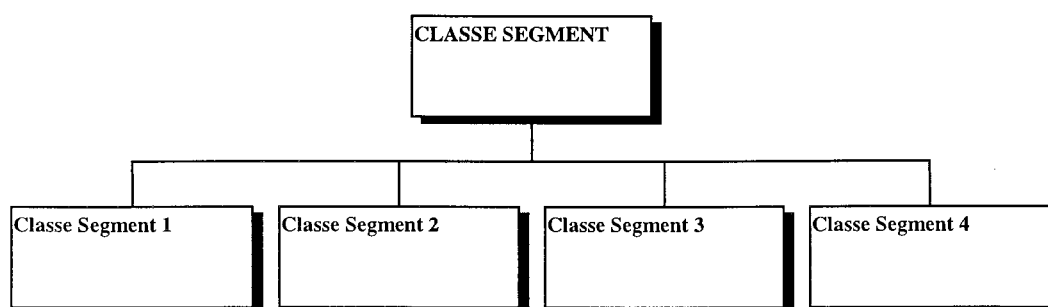 CLASSE SEGMENT
Classe Segment 1
Classe Segment 2
Classe Segment 3
Classe Segment 4